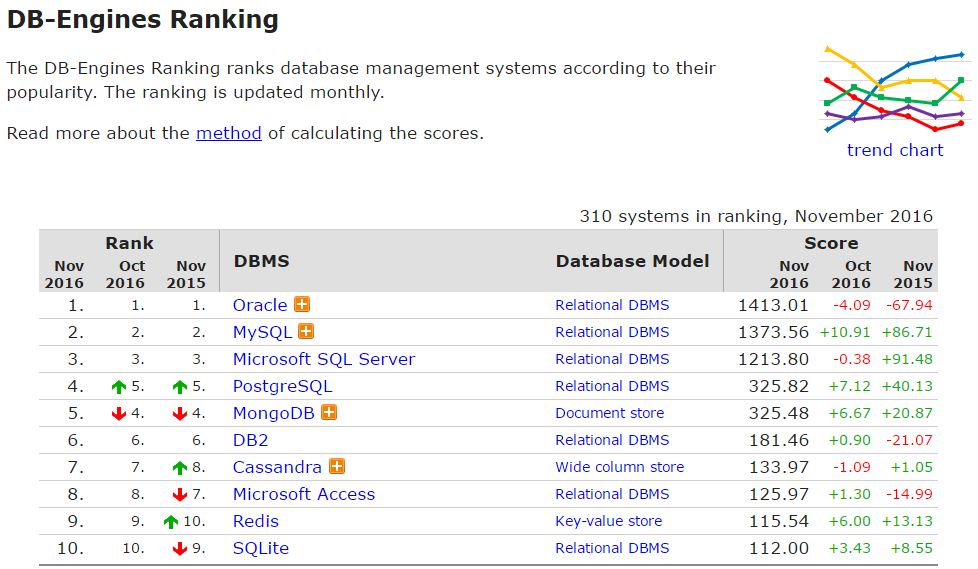 DB-Engines Ranking
The DB-Engines Ranking ranks database management systems according to their
popularity. The ranking is updated monthly.
Read more about the method of calculating the scores.
trend chart
310 systems in ranking, November 2016
Rank DBMS Database Model Score
Nov 2016 Oct 2016 Nov 2015 Nov 2016 Oct 2016 Nov 2015
1. 1. 1. Oracle Relational DBMS 1413.01 -4.09 -67.94
2. 2. 2. MySQL Relational DBMS 1373.56 +10.91 +86.71
3. 3. 3. Microsoft SQL Server Relational DBMS 1213.80 -0.38 +91.48
4. 5. 5. PostgreSQL Relational DBMS 325.82 +7.12 +40.13
5. 4. 4. MongoDB Document store 325.48 +6.67 +20.87
6. 6. 6. DB2 Relational DBMS 181.46 +0.90 -21.07
7. 7. 8. Cassandra Wide column store 133.97 -1.09 +1.05
8. 8. 7. Microsoft Access Relational DBMS 125.97 +1.30 -14.99
9. 9. 10. Redis Key-value store 115.54 +6.00 +13.13
10. 10. 9. SQLite Relational DBMS 112.00 +3.43 +8.55